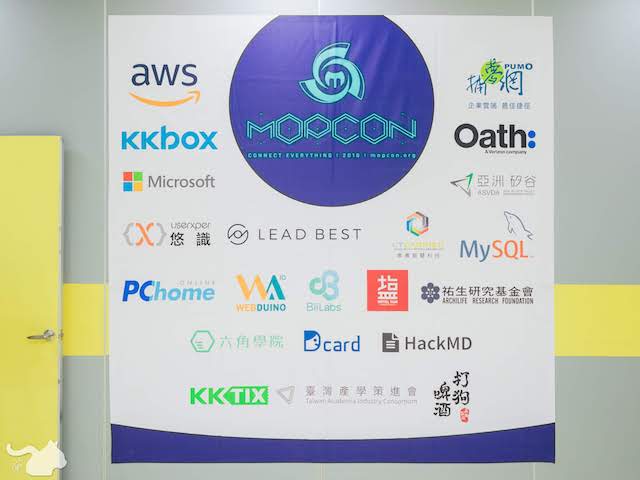 MOPCON
CONNECT EVERYTHING | 2018 | mopcon.org
aws
PUMO
捕夢網
企業雲端 最佳捷徑
KKBOX
Oath:
A Verizon company
Microsoft
亞洲·矽谷
ASVDA
userxper
悠識
LEAD BEST
MySQL
PChome
ONLINE
WA
WEBDUINO
BiiLabs
塩
祐生研究基金會
ARCHILIFE RESEARCH FOUNDATION
六角學院
Dcard
HackMD
KKTIX
臺灣產學策進會
Taiwan Academia Industry Consortium
打狗
啤酒